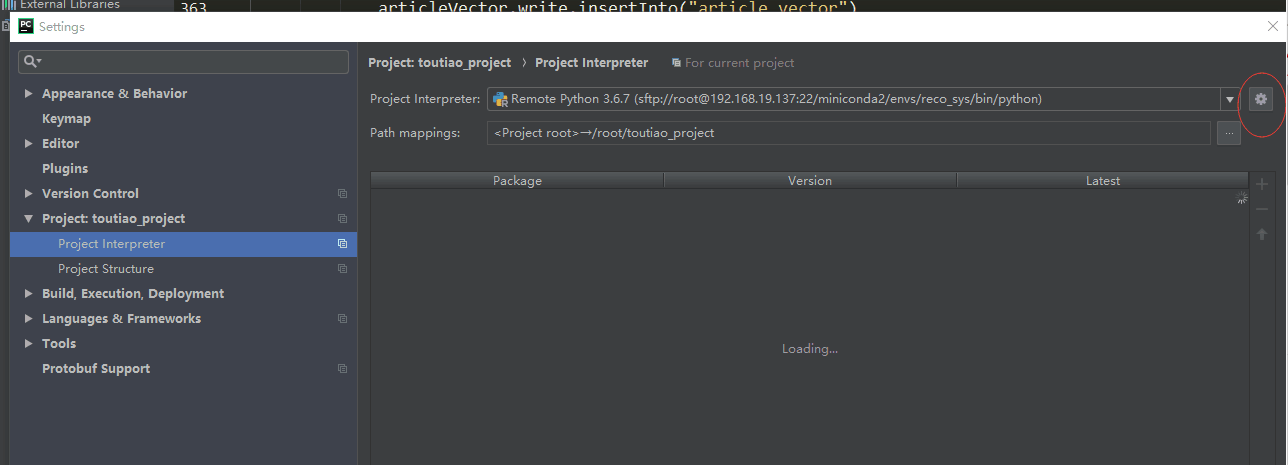 External Libraries
363 articleVector.write.insertInto("article_vector")
Settings
Project: toutiao_project › Project Interpreter For current project
Appearance & Behavior
Keymap
Editor
Plugins
Version Control
Project: toutiao_project
Project Interpreter
Project Structure
Build, Execution, Deployment
Languages & Frameworks
Tools
Protobuf Support
Project Interpreter: Remote Python 3.6.7 (sftp://root@192.168.19.137:22/miniconda2/envs/reco_sys/bin/python)
Path mappings: <Project root>→/root/toutiao_project ...
Package Version Latest
Loading...